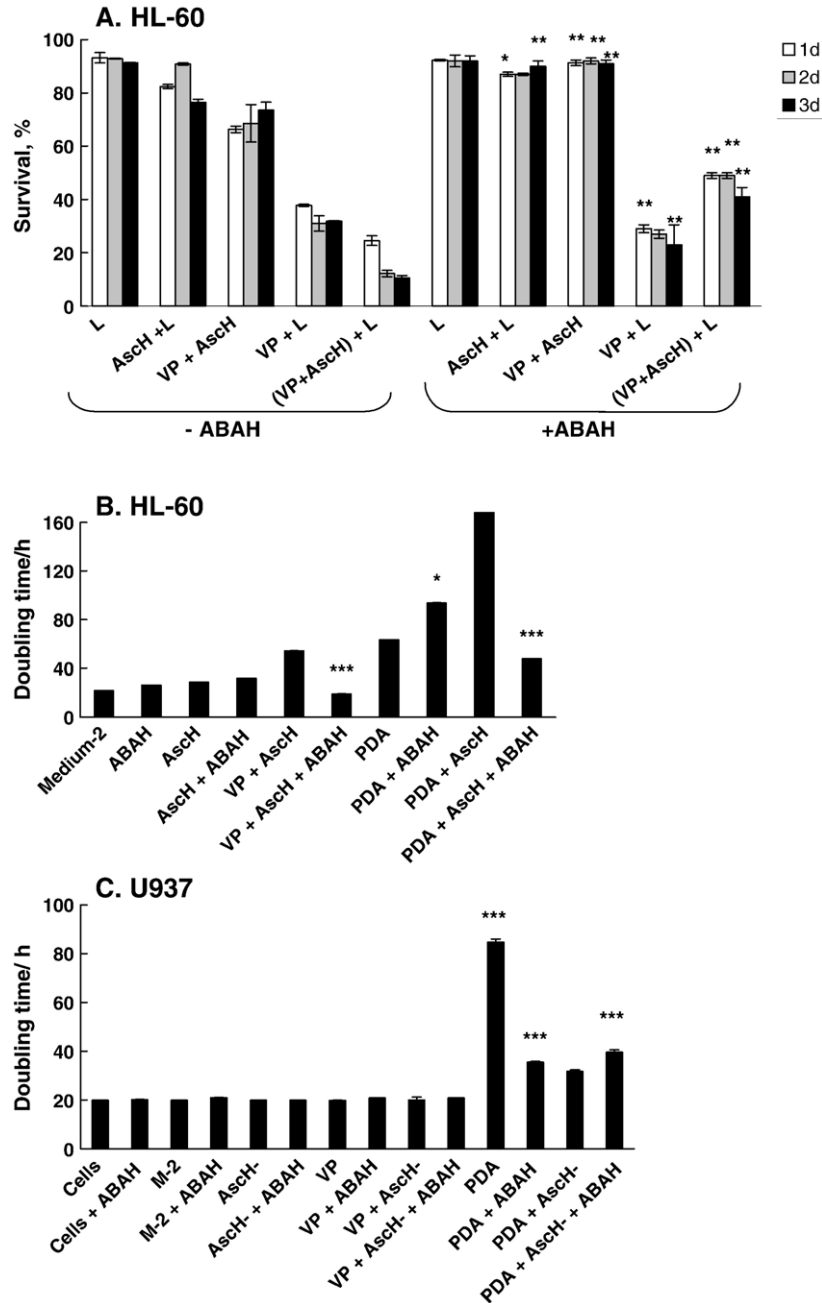 A. HL-60
100
80
60
40
20
0
Survival, %
* ** ** ** **
** ** ** ** **
1d
2d
3d
L
AscH +L
VP + AscH
VP + L
(VP+AscH) + L
L
AscH + L
VP + AscH
VP + L
(VP+AscH) + L
- ABAH
+ABAH
B. HL-60
160
120
80
40
0
Doubling time/h
***
*
***
Medium-2
ABAH
AscH
AscH + ABAH
VP + AscH
VP + AscH + ABAH
PDA
PDA + ABAH
PDA + AscH
PDA + AscH + ABAH
C. U937
100
80
60
40
20
0
Doubling time/ h
***
***
***
Cells
Cells + ABAH
M-2
M-2 + ABAH
AscH-
AscH- + ABAH
VP
VP + ABAH
VP + AscH-
VP + AscH- + ABAH
PDA
PDA + ABAH
PDA + AscH-
PDA + AscH- + ABAH